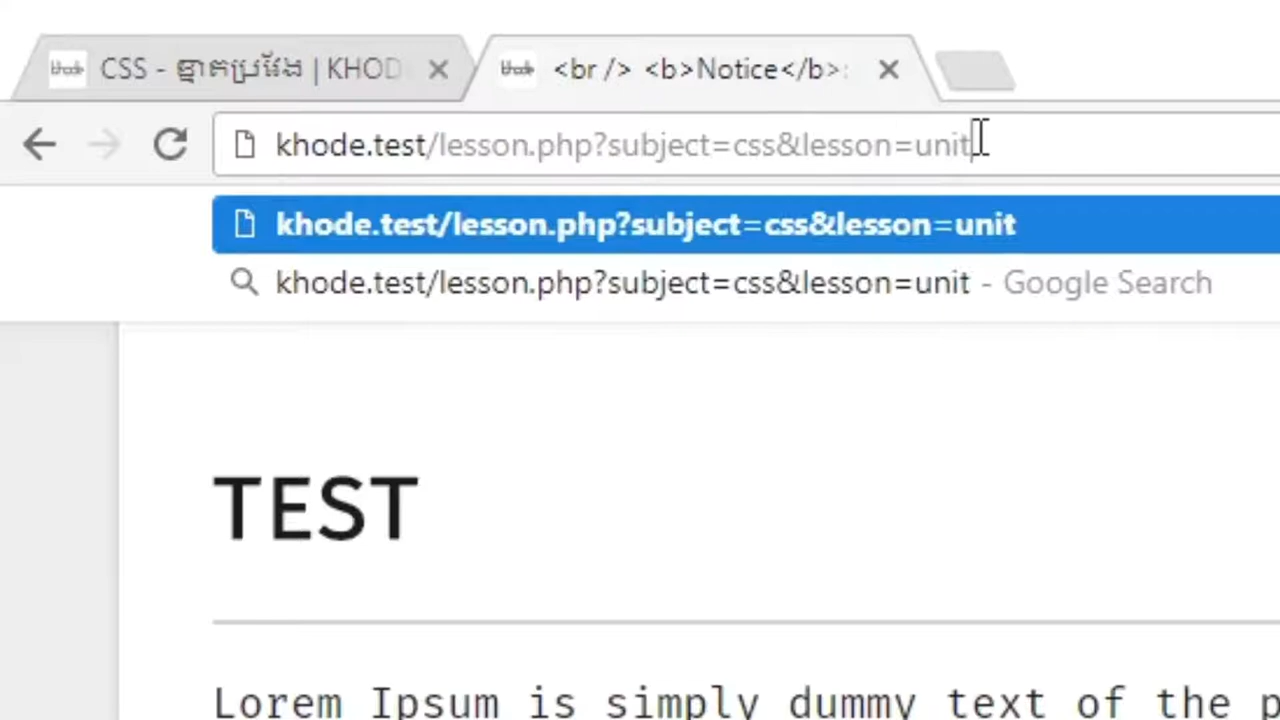 CSS - ខ្នាតប្រវែង | KHOD
<br /> <b>Notice</b>:
khode.test/lesson.php?subject=css&lesson=unit
khode.test/lesson.php?subject=css&lesson=unit
khode.test/lesson.php?subject=css&lesson=unit - Google Search
TEST
Lorem Ipsum is simply dummy text of the p